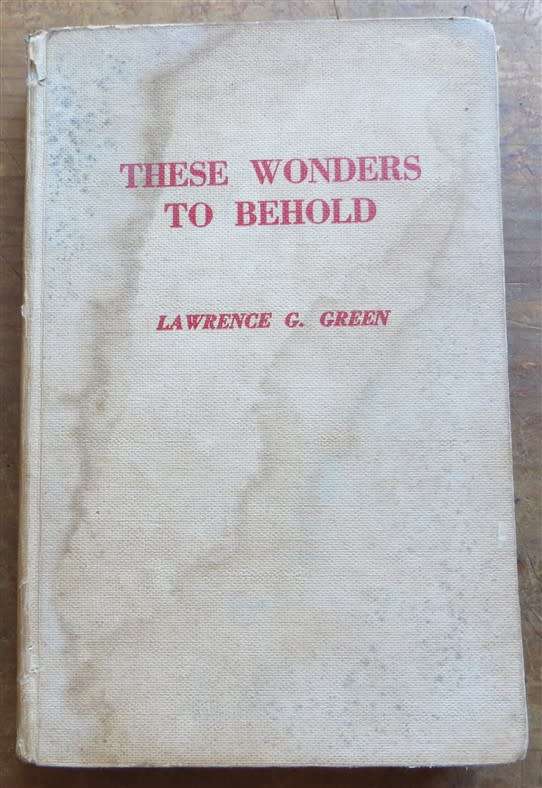 THESE WONDERS
TO BEHOLD
LAWRENCE G. GREEN